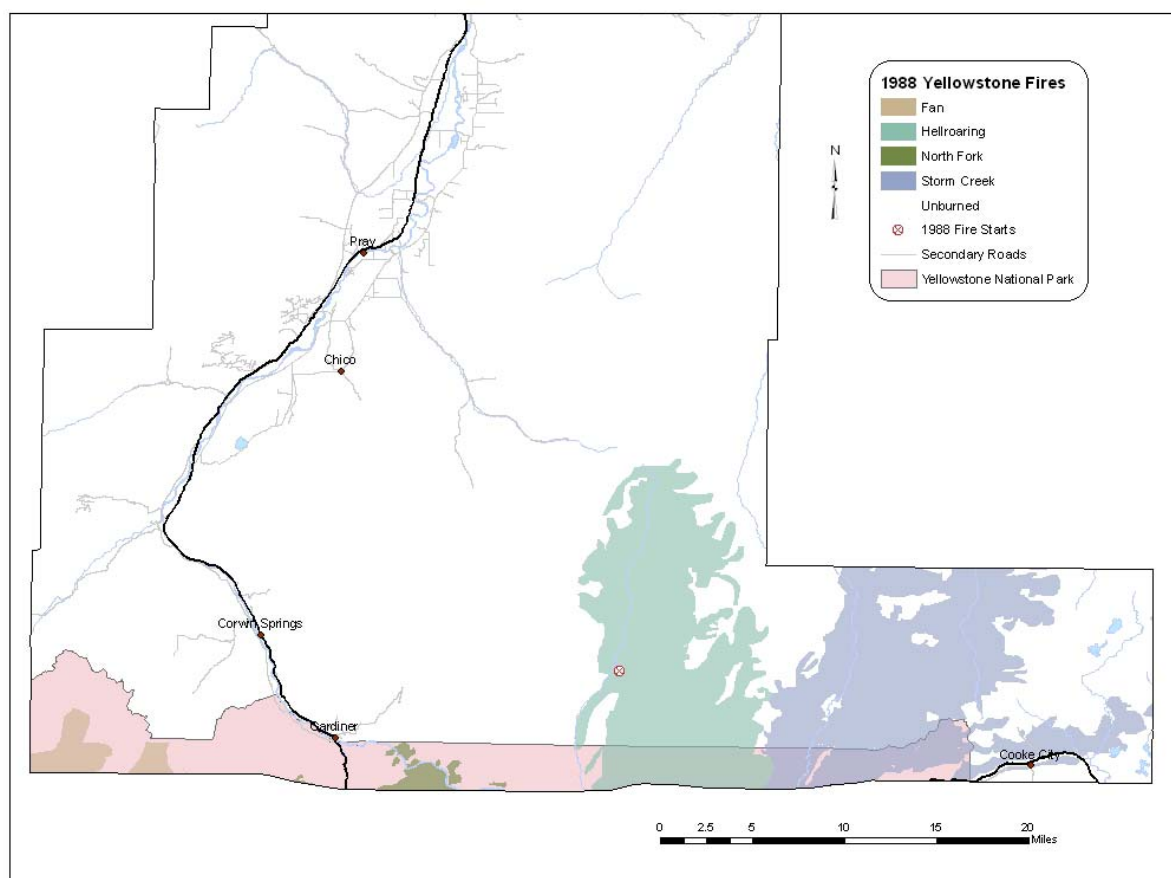 1988 Yellowstone Fires
Fan
Hellroaring
North Fork
Storm Creek
Unburned
1988 Fire Starts
Secondary Roads
Yellowstone National Park
N
Pray
Chico
Corwin Springs
Gardiner
Cooke City
0 2.5 5 10 15 20
Miles